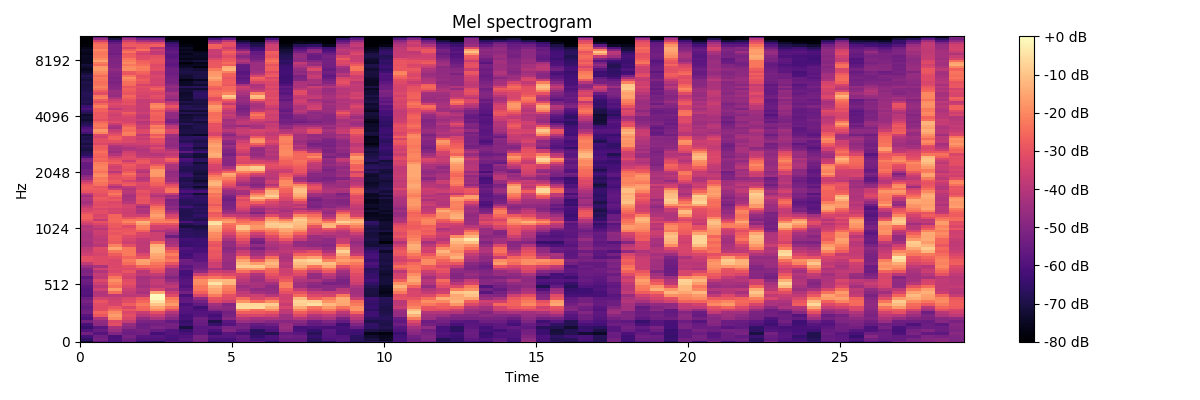 Mel spectrogram
8192
4096
2048
1024
512
0
Hz
0 5 10 15 20 25
Time
+0 dB
-10 dB
-20 dB
-30 dB
-40 dB
-50 dB
-60 dB
-70 dB
-80 dB